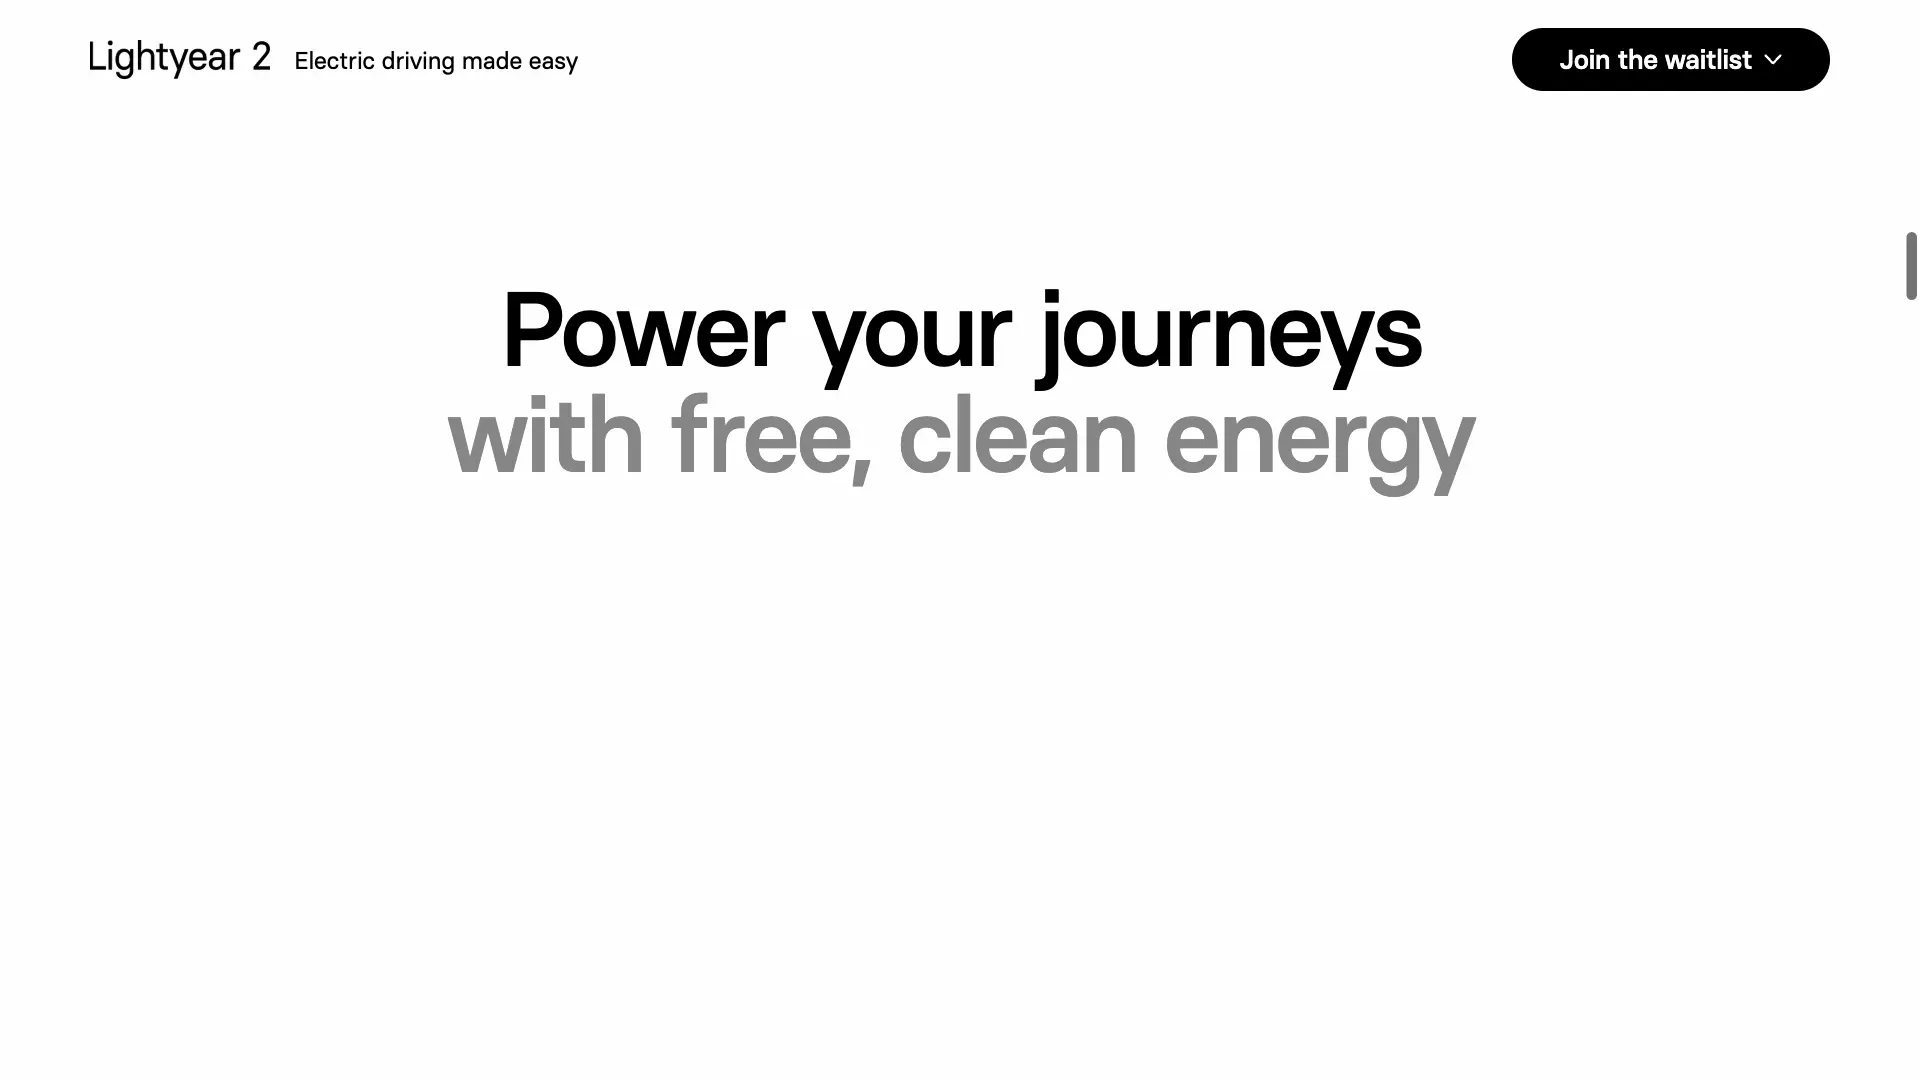 Lightyear 2 Electric driving made easy
Join the waitlist
Power your journeys
with free, clean energy